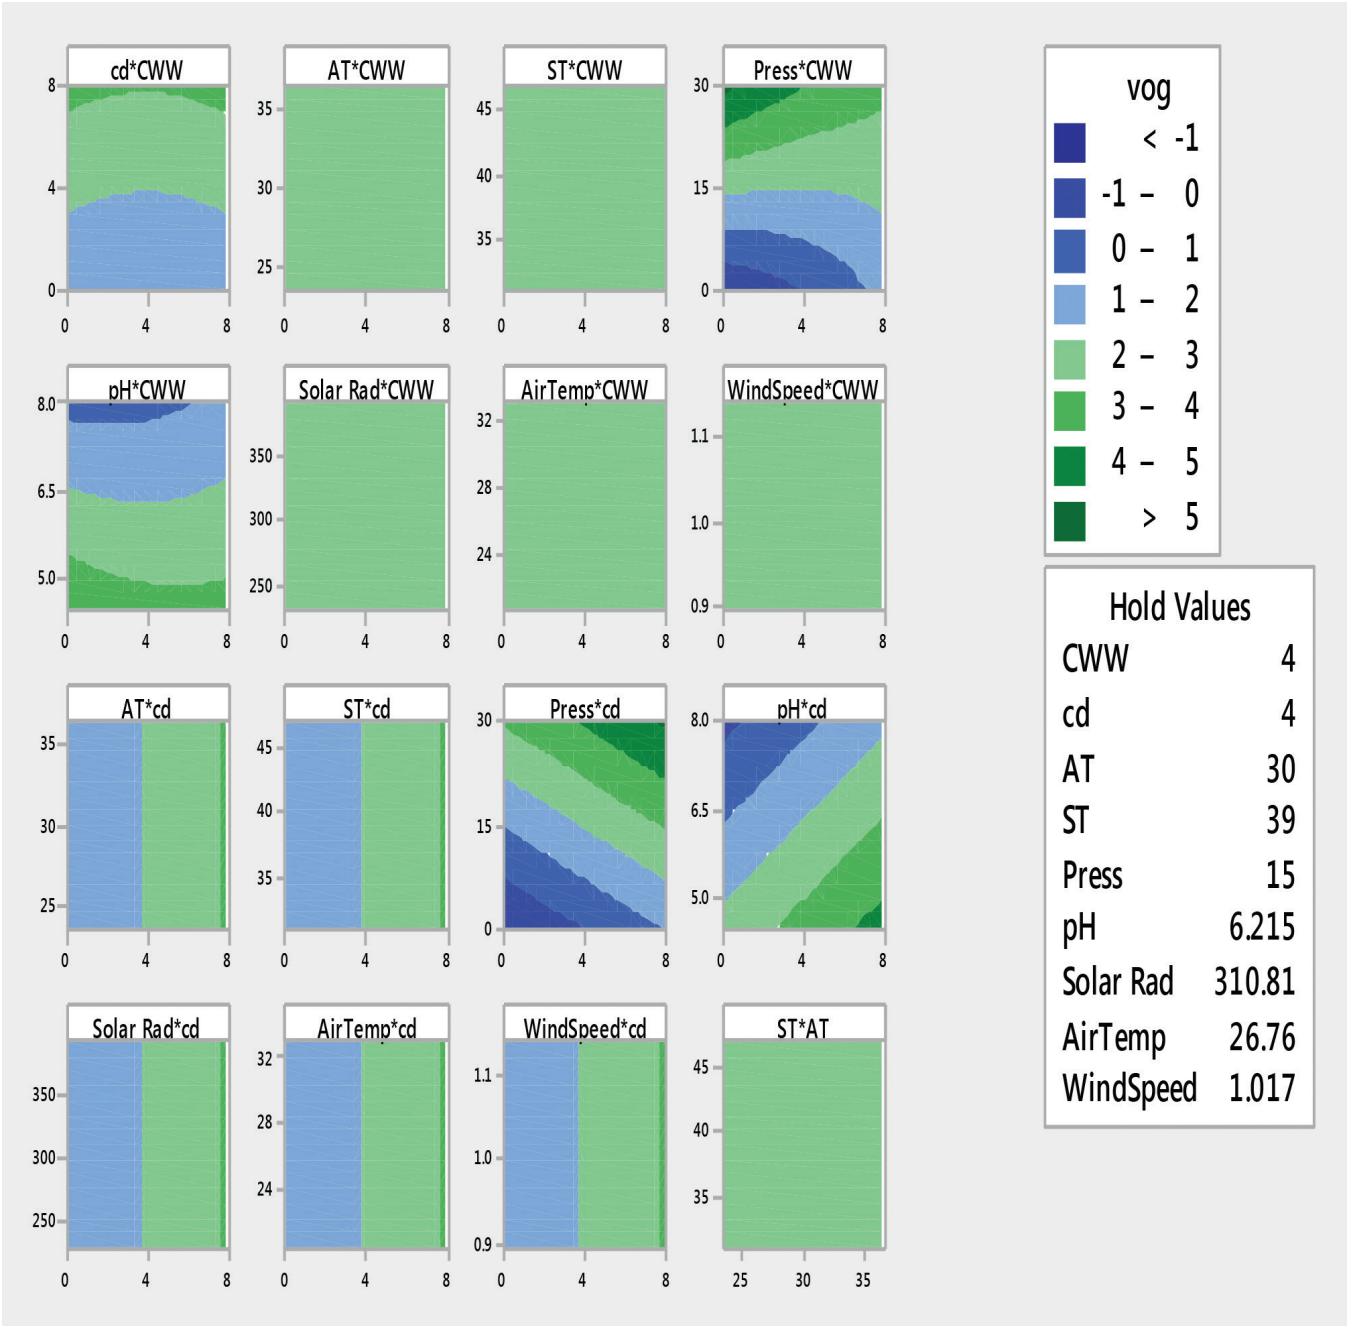 cd*CWW AT*CWW ST*CWW Press*CWW
8 4 0
0 4 8
35 30 25
0 4 8
45 40 35
0 4 8
30 15 0
0 4 8
pH*CWW Solar Rad*CWW AirTemp*CWW WindSpeed*CWW
8.0 6.5 5.0
0 4 8
350 300 250
0 4 8
32 28 24
0 4 8
1.1 1.0 0.9
0 4 8
AT*cd ST*cd Press*cd pH*cd
35 30 25
0 4 8
45 40 35
0 4 8
30 15 0
0 4 8
8.0 6.5 5.0
0 4 8
Solar Rad*cd AirTemp*cd WindSpeed*cd ST*AT
350 300 250
0 4 8
32 28 24
0 4 8
1.1 1.0 0.9
0 4 8
45 40 35
25 30 35
vog
< -1
-1 – 0
0 – 1
1 – 2
2 – 3
3 – 4
4 – 5
> 5
Hold Values
CWW 4
cd 4
AT 30
ST 39
Press 15
pH 6.215
Solar Rad 310.81
AirTemp 26.76
WindSpeed 1.017